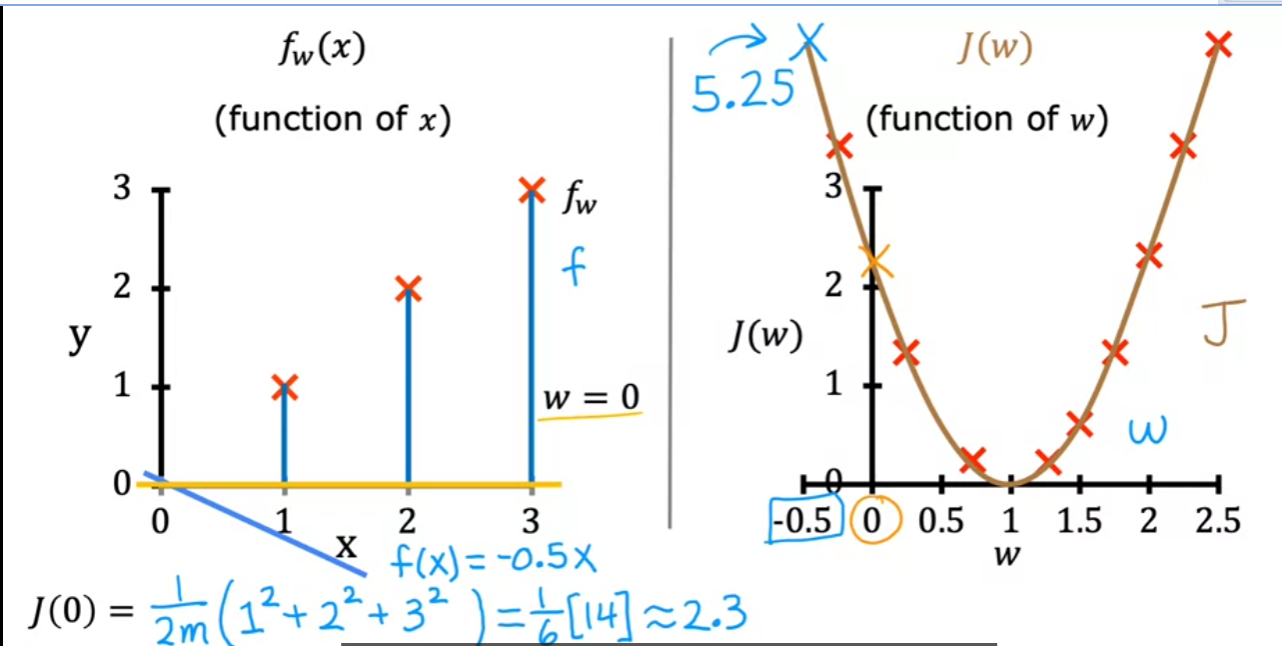 f_w(x)
(function of x)
3
f_w
f
2
y
1
w = 0
0
0 1 2 3
x
f(x) = -0.5x
J(0) = 1/2m (1² + 2² + 3²) = 1/6 [14] ≈ 2.3
5.25
J(w)
(function of w)
3
2
J
J(w)
1
w
0
-0.5 0 0.5 1 1.5 2 2.5
w